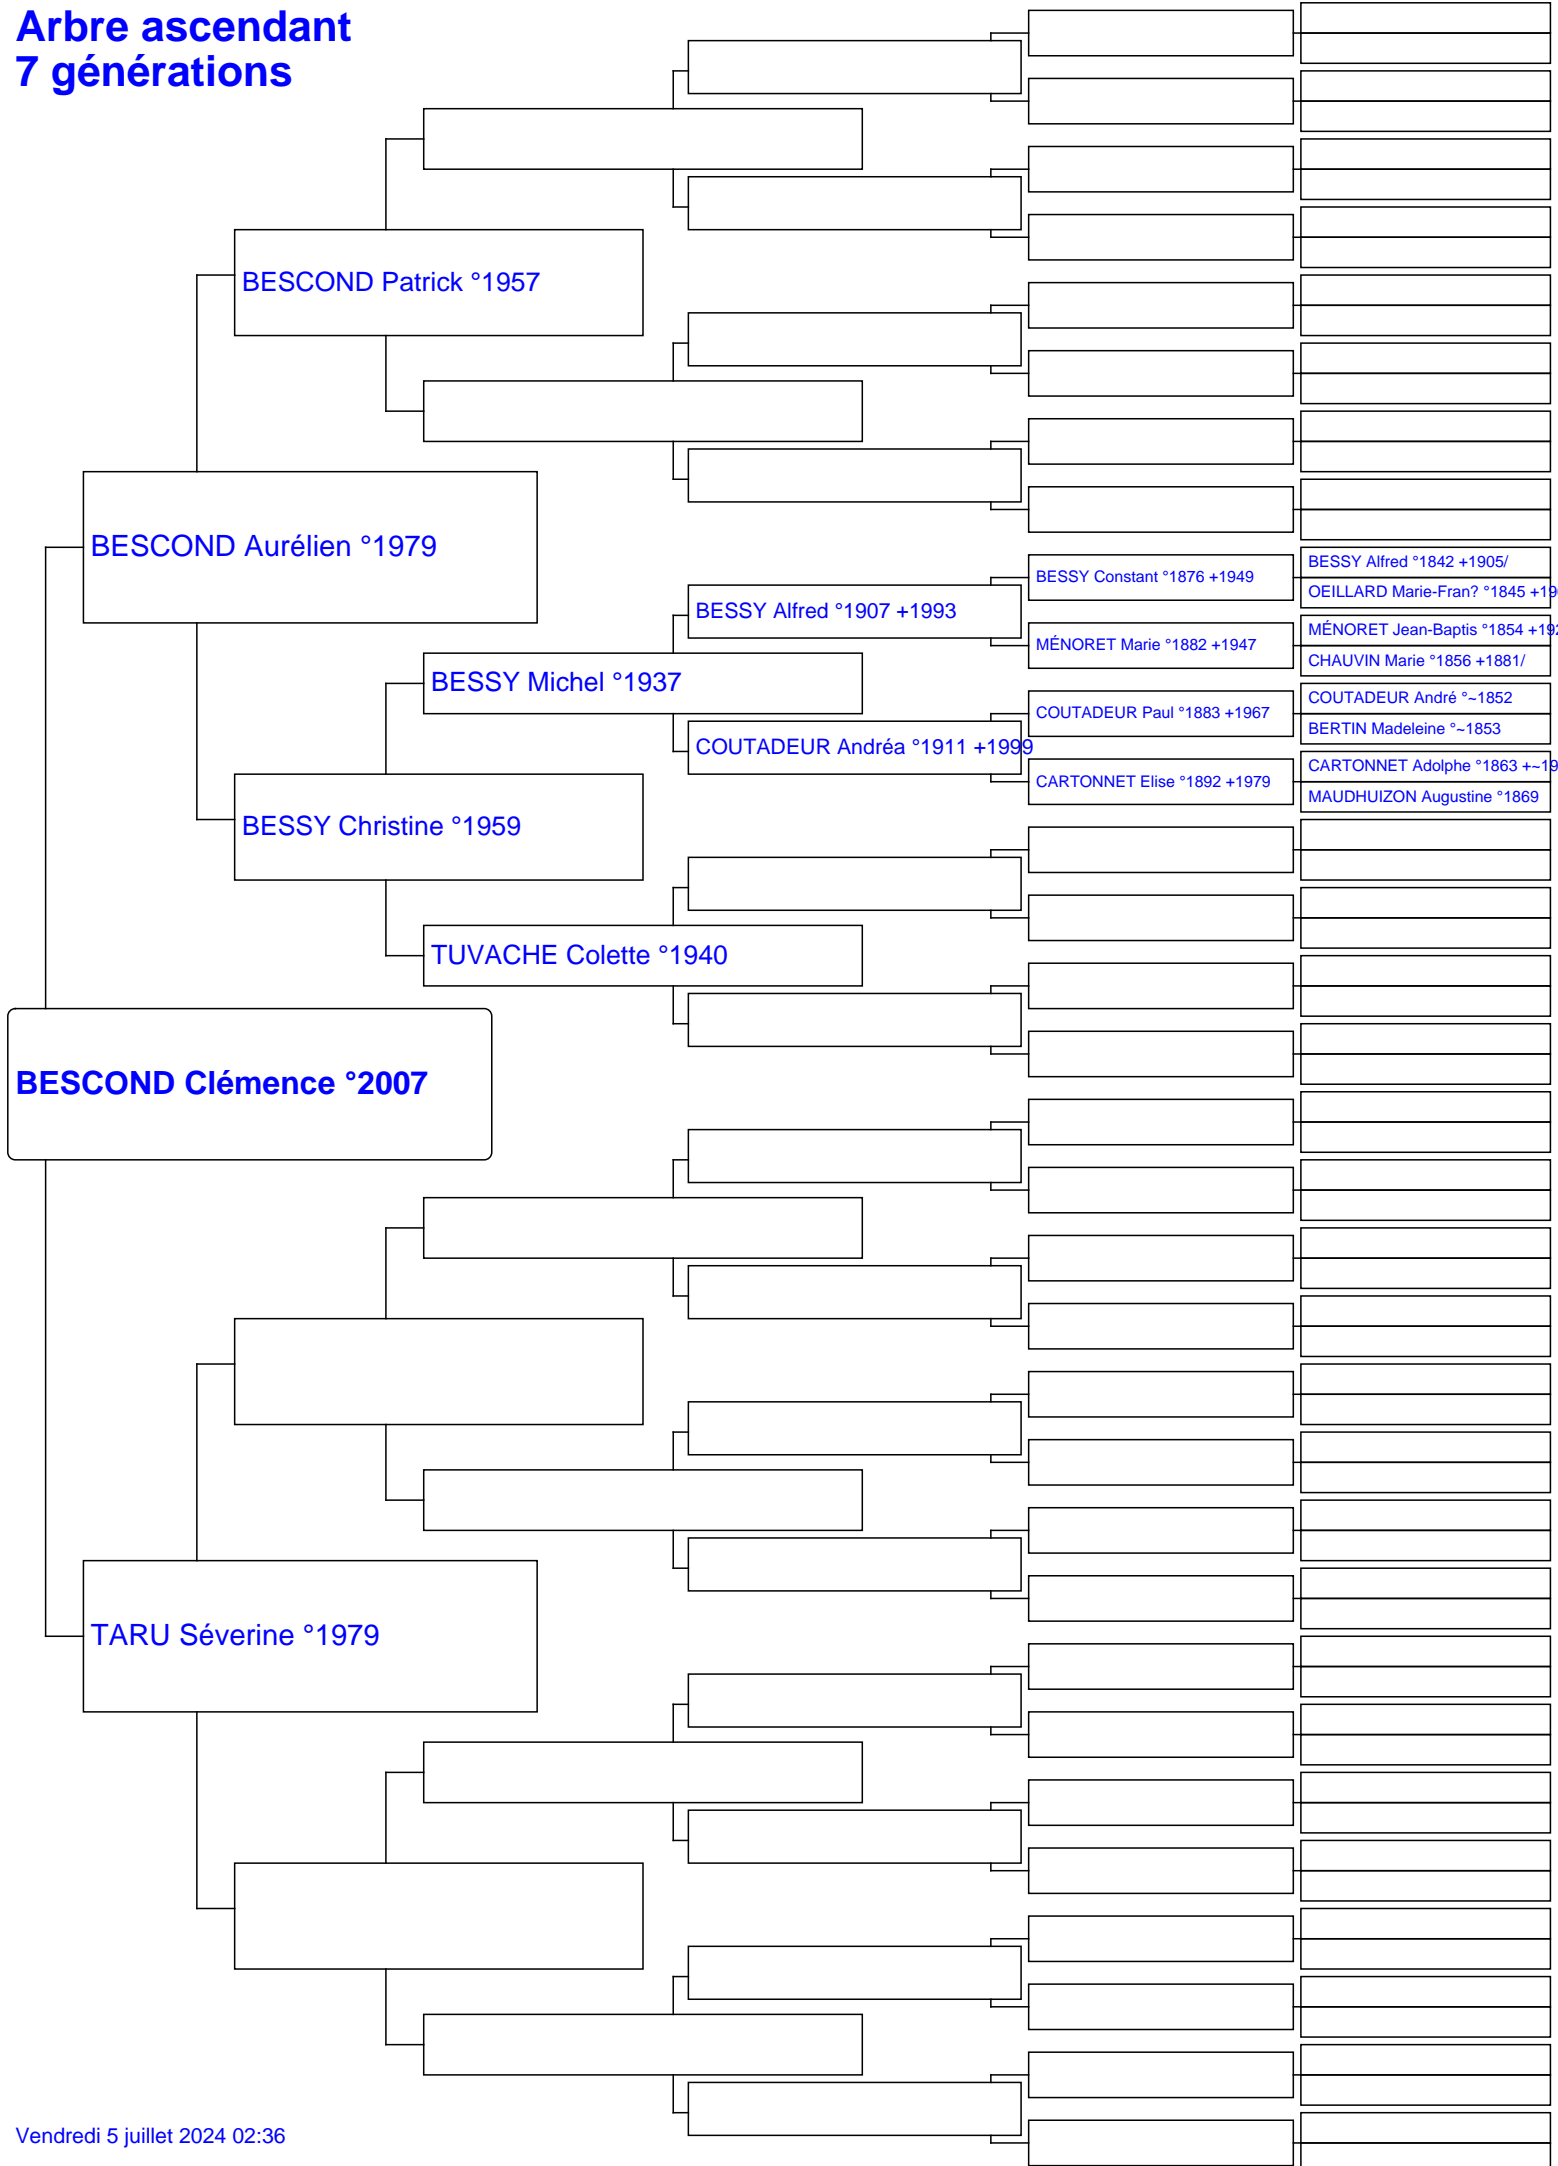 Arbre ascendant
7 générations
BESCOND Patrick °1957
BESCOND Aurélien °1979
BESSY Constant °1876 +1949
BESSY Alfred °1842 +1905/
OEILLARD Marie-Fran? °1845 +19
BESSY Alfred °1907 +1993
MÉNORET Marie °1882 +1947
MÉNORET Jean-Baptis °1854 +192
CHAUVIN Marie °1856 +1881/
BESSY Michel °1937
COUTADEUR Paul °1883 +1967
COUTADEUR André °~1852
BERTIN Madeleine °~1853
COUTADEUR Andréa °1911 +1999
CARTONNET Elise °1892 +1979
CARTONNET Adolphe °1863 +~19
MAUDHUIZON Augustine °1869
BESSY Christine °1959
TUVACHE Colette °1940
BESCOND Clémence °2007
TARU Séverine °1979
Vendredi 5 juillet 2024 02:36